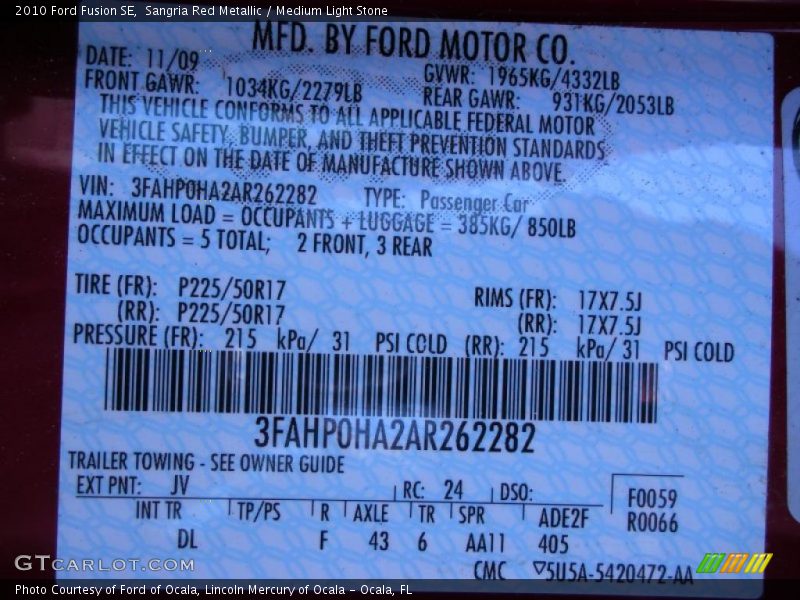 2010 Ford Fusion SE, Sangria Red Metallic / Medium Light Stone
MFD. BY FORD MOTOR CO.
DATE: 11/09 GVWR: 1965KG/4332LB
FRONT GAWR: 1034KG/2279LB REAR GAWR: 931KG/2053LB
THIS VEHICLE CONFORMS TO ALL APPLICABLE FEDERAL MOTOR
VEHICLE SAFETY, BUMPER, AND THEFT PREVENTION STANDARDS
IN EFFECT ON THE DATE OF MANUFACTURE SHOWN ABOVE.
VIN: 3FAHP0HA2AR262282 TYPE: Passenger Car
MAXIMUM LOAD = OCCUPANTS + LUGGAGE = 385KG/ 850LB
OCCUPANTS = 5 TOTAL; 2 FRONT, 3 REAR
TIRE (FR): P225/50R17 RIMS (FR): 17X7.5J
(RR): P225/50R17 (RR): 17X7.5J
PRESSURE (FR): 215 kPa/ 31 PSI COLD (RR): 215 kPa/ 31 PSI COLD
3FAHP0HA2AR262282
TRAILER TOWING - SEE OWNER GUIDE
EXT PNT: JV RC: 24 DSO: F0059
INT TR TP/PS R AXLE TR SPR ADE2F R0066
DL F 43 6 AA11 405
CMC ▽5U5A-5420472-AA
GTCARLOT.COM
Photo Courtesy of Ford of Ocala, Lincoln Mercury of Ocala – Ocala, FL